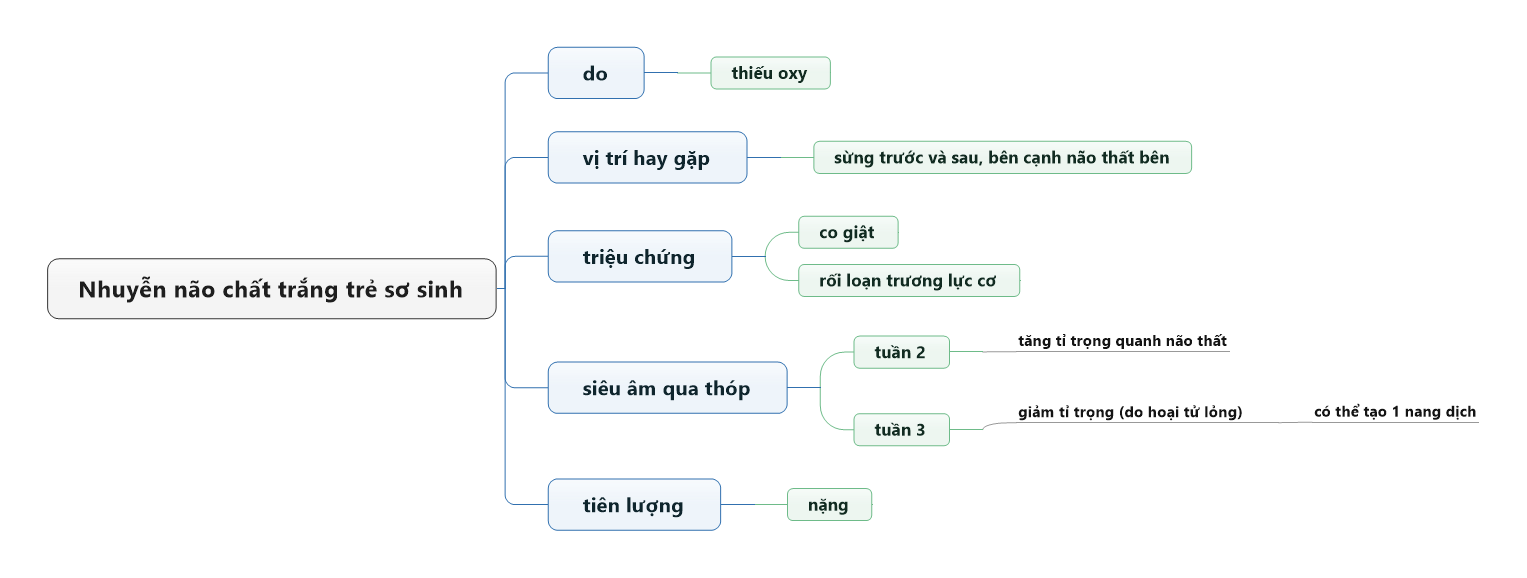 Nhuyễn não chất trắng trẻ sơ sinh
do
thiếu oxy
vị trí hay gặp
sừng trước và sau, bên cạnh não thất bên
triệu chứng
co giật
rối loạn trương lực cơ
siêu âm qua thóp
tuần 2
tăng tỉ trọng quanh não thất
tuần 3
giảm tỉ trọng (do hoại tử lỏng)
có thể tạo 1 nang dịch
tiên lượng
nặng